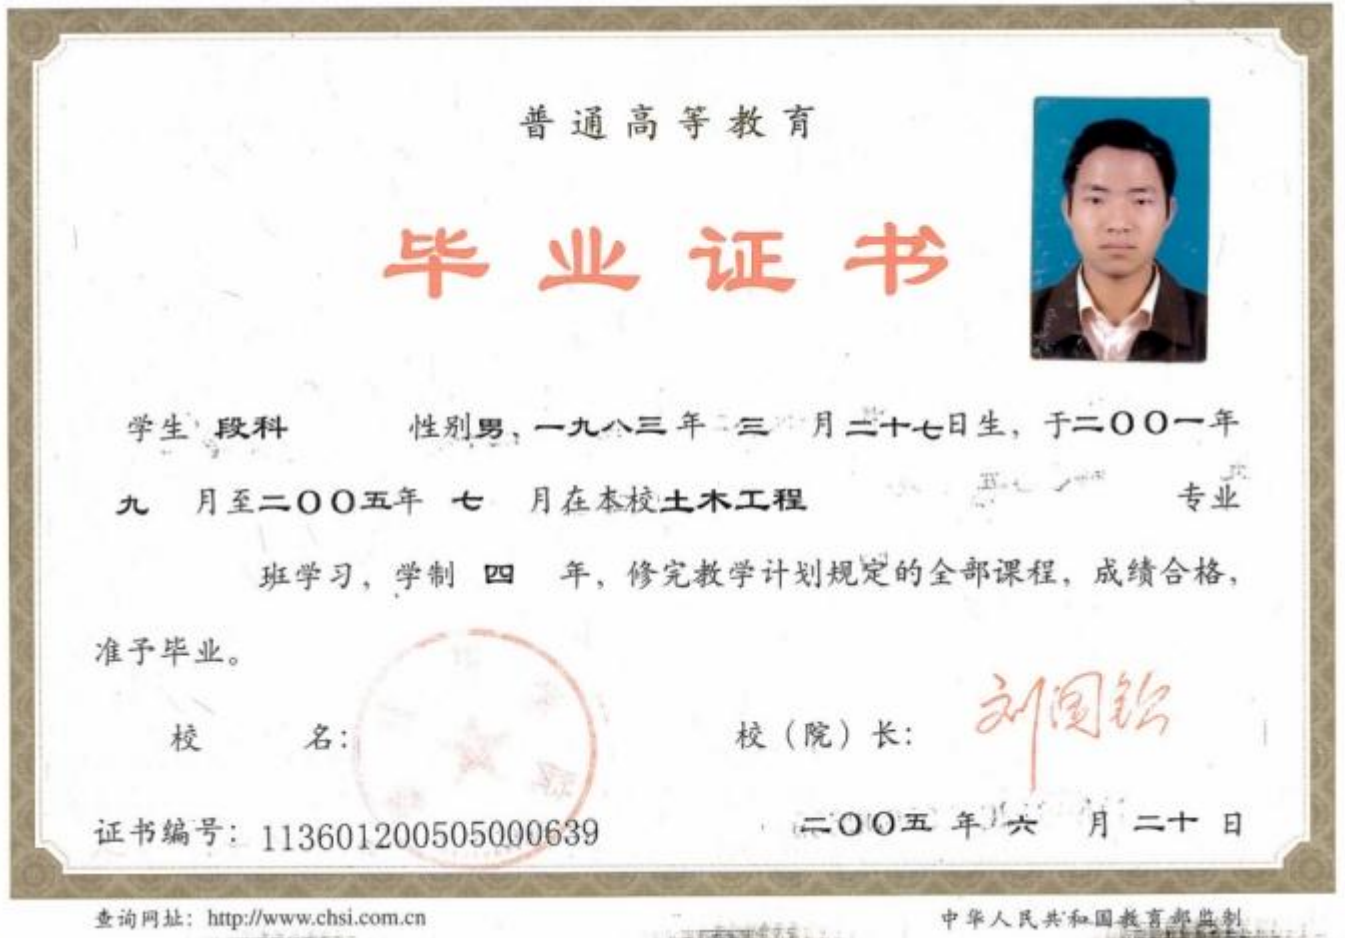 普通高等教育
毕业证书
学生 段科 性别男，一九八三年 三 月二十七日生，于二〇〇一年
九 月至二〇〇五年 七 月在本校土木工程 专业
班学习，学制 四 年，修完教学计划规定的全部课程，成绩合格，
准予毕业。
校 名： 校（院）长： 刘国钦
证书编号：113601200505000639 二〇〇五 年 六 月 二十 日
查询网址：http://www.chsi.com.cn 中华人民共和国教育部监制